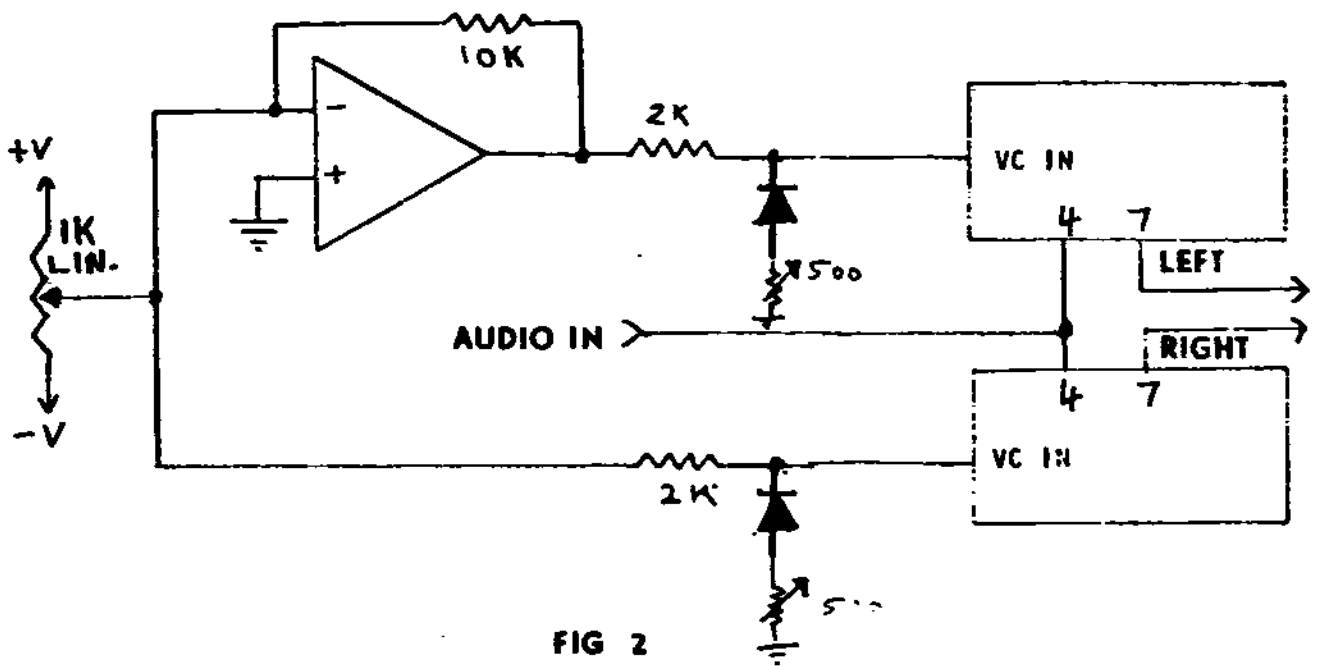 10K
2K
+V
-
+
VC IN
1K
LIN.
4 7
500
LEFT
AUDIO IN
RIGHT
4 7
-V
VC IN
2K
FIG 2